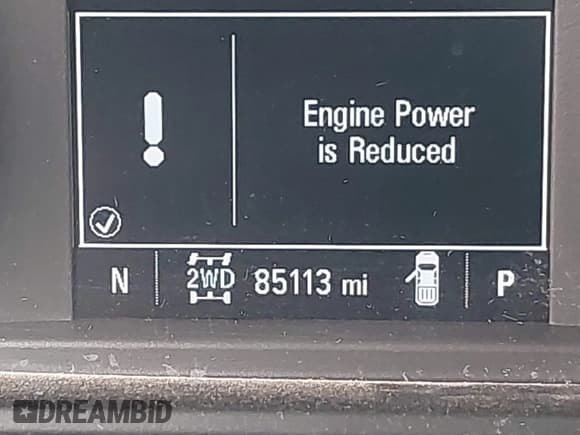 Engine Power
is Reduced
N 2WD 85113 mi P
DREAMBID